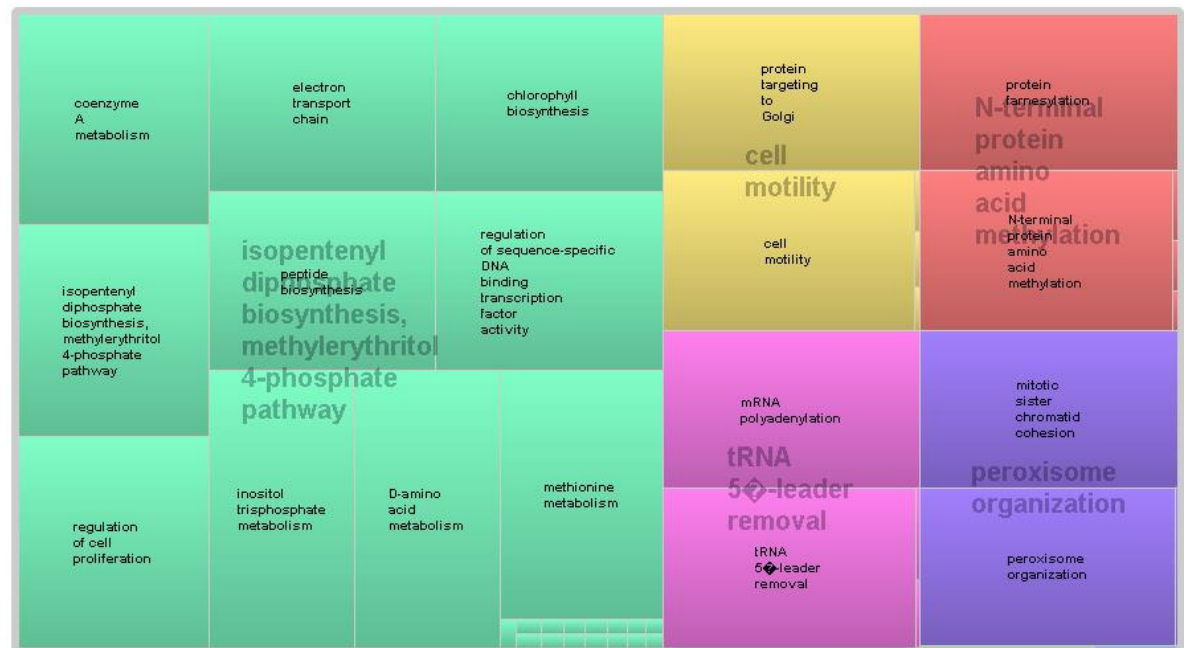 coenzyme
A
metabolism
electron
transport
chain
chlorophyll
biosynthesis
isopentenyl
diphosphate
biosynthesis,
methylerythritol
4-phosphate
pathway
peptide
biosynthesis
regulation
of sequence-specific
DNA
binding
transcription
factor
activity
isopentenyl
diphosphate
biosynthesis,
methylerythritol
4-phosphate
pathway
regulation
of cell
proliferation
inositol
trisphosphate
metabolism
D-amino
acid
metabolism
methionine
metabolism
protein
targeting
to
Golgi
cell
motility
cell
motility
protein
farnesylation
N-terminal
protein
amino
acid
methylation
N-terminal
protein
amino
acid
methylation
mRNA
polyadenylation
tRNA
5�-leader
removal
tRNA
5�-leader
removal
mitotic
sister
chromatid
cohesion
peroxisome
organization
peroxisome
organization